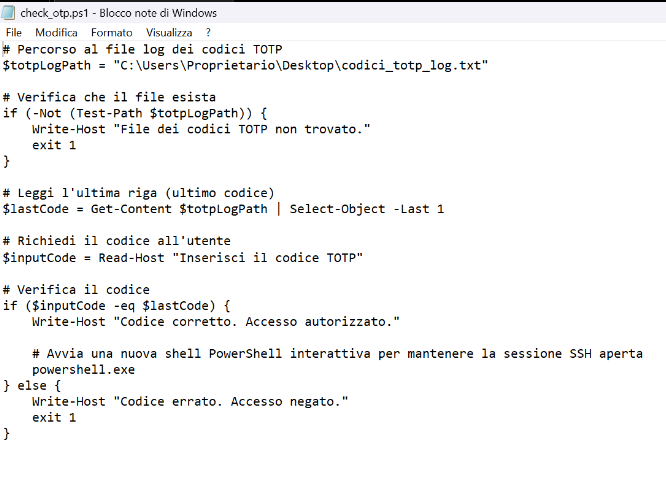 check_otp.ps1 - Blocco note di Windows
File Modifica Formato Visualizza ?
# Percorso al file log dei codici TOTP
$totpLogPath = "C:\Users\Proprietario\Desktop\codici_totp_log.txt"

# Verifica che il file esista
if (-Not (Test-Path $totpLogPath)) {
    Write-Host "File dei codici TOTP non trovato."
    exit 1
}

# Leggi l'ultima riga (ultimo codice)
$lastCode = Get-Content $totpLogPath | Select-Object -Last 1

# Richiedi il codice all'utente
$inputCode = Read-Host "Inserisci il codice TOTP"

# Verifica il codice
if ($inputCode -eq $lastCode) {
    Write-Host "Codice corretto. Accesso autorizzato."

    # Avvia una nuova shell PowerShell interattiva per mantenere la sessione SSH aperta
    powershell.exe
} else {
    Write-Host "Codice errato. Accesso negato."
    exit 1
}